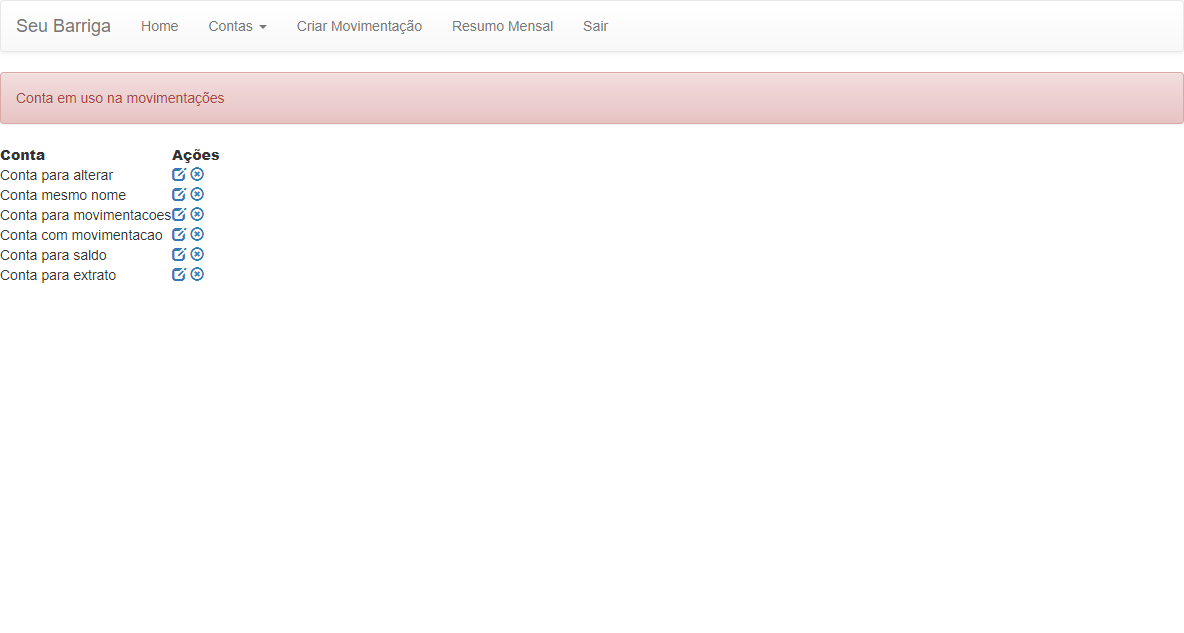 Seu Barriga Home Contas Criar Movimentação Resumo Mensal Sair
Conta em uso na movimentações
Conta Ações
Conta para alterar
Conta mesmo nome
Conta para movimentacoes
Conta com movimentacao
Conta para saldo
Conta para extrato